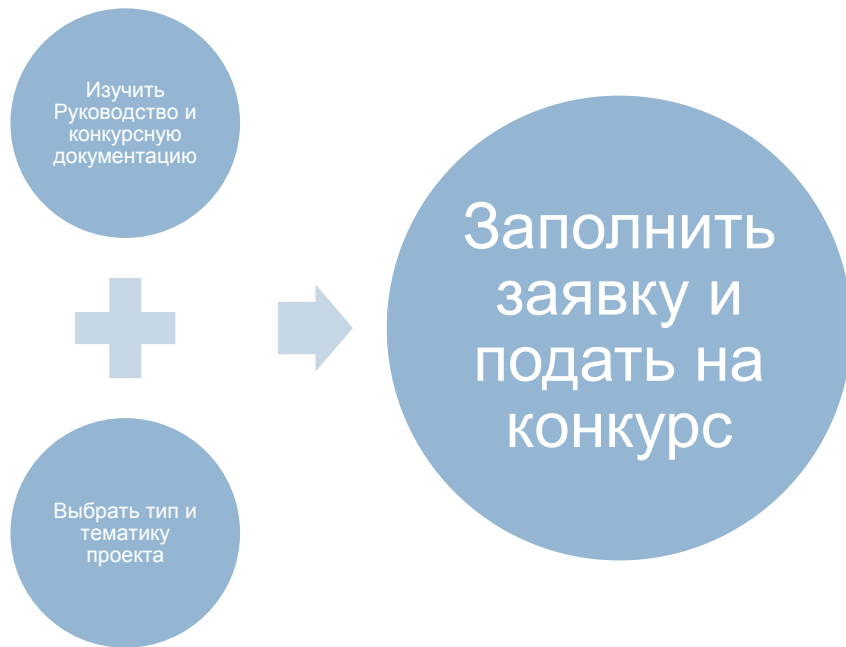 Изучить
Руководство и
конкурсную
документацию
Выбрать тип и
тематику
проекта
Заполнить
заявку и
подать на
конкурс